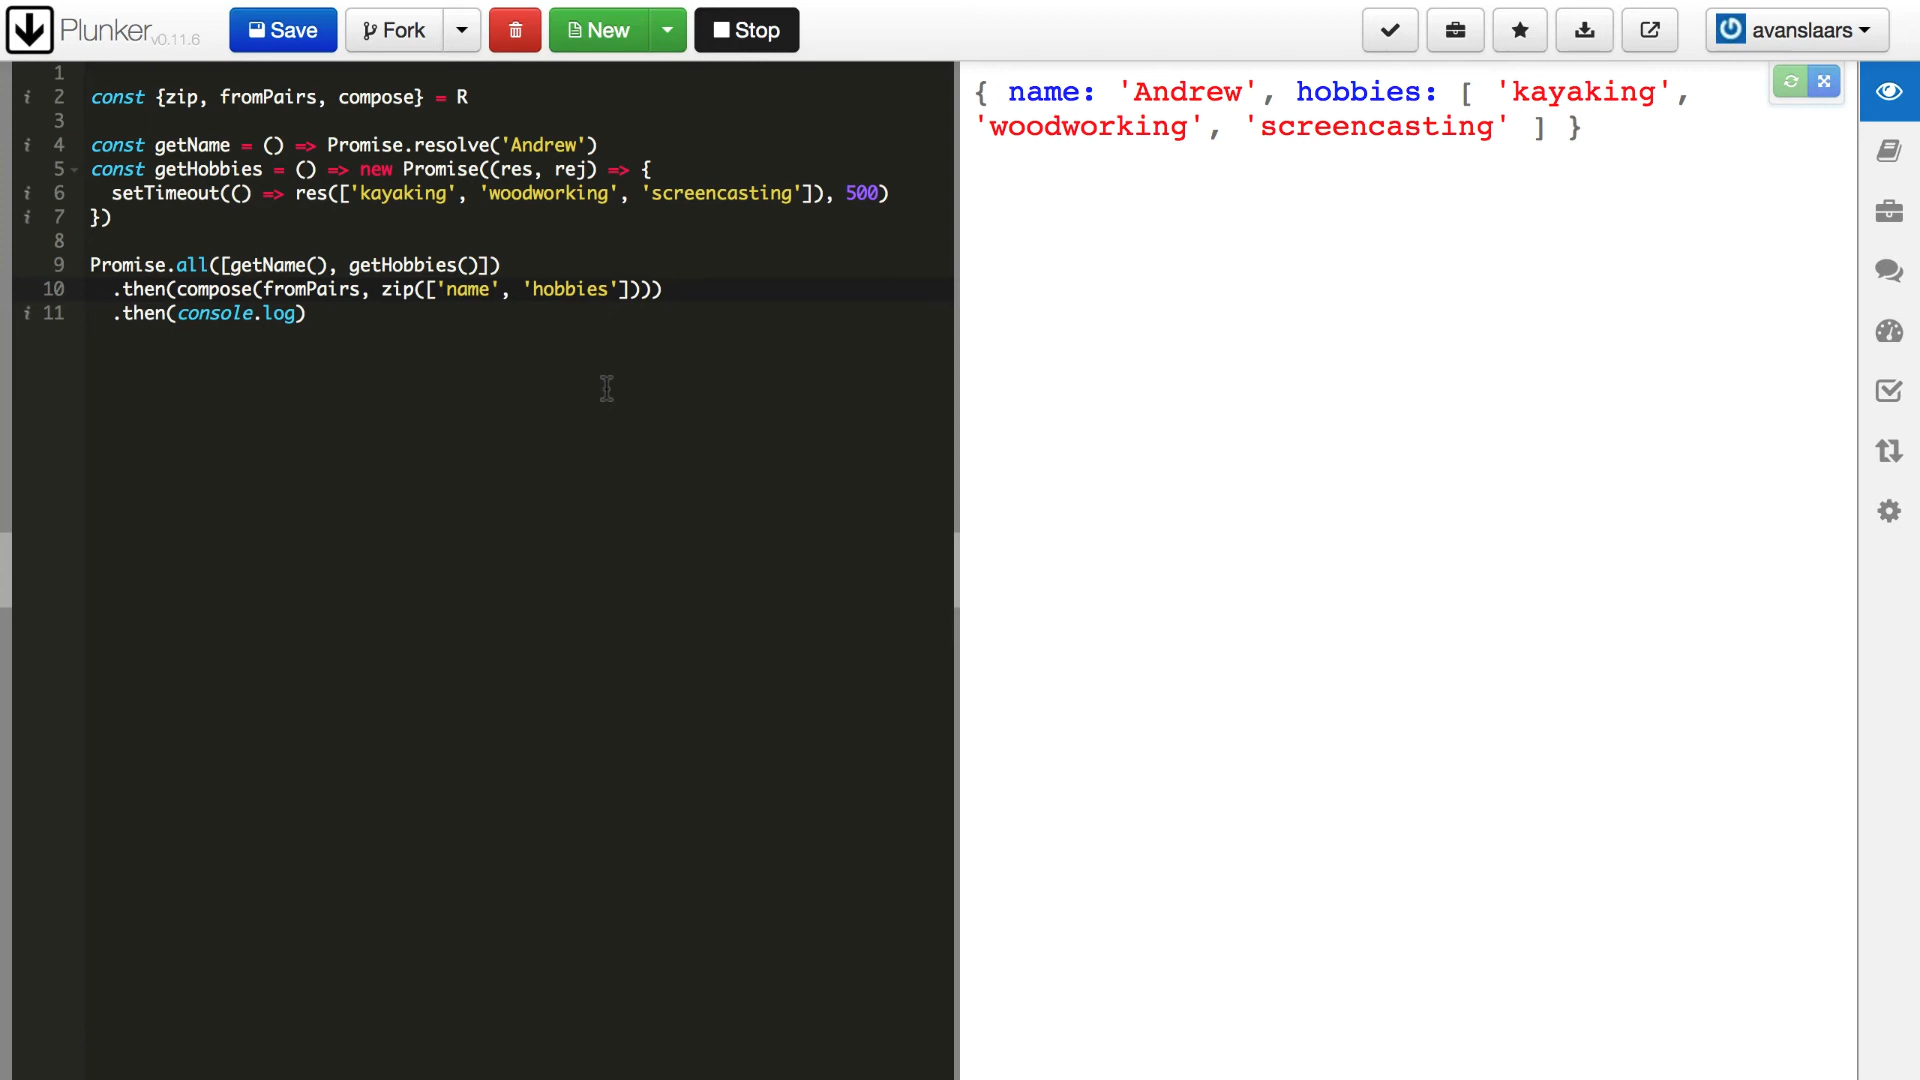 Plunker v0.11.6 Save Fork New Stop avanslaars
1
2 const {zip, fromPairs, compose} = R
3
4 const getName = () => Promise.resolve('Andrew')
5 const getHobbies = () => new Promise((res, rej) => {
6 setTimeout(() => res(['kayaking', 'woodworking', 'screencasting']), 500)
7 })
8
9 Promise.all([getName(), getHobbies()])
10 .then(compose(fromPairs, zip(['name', 'hobbies'])))
11 .then(console.log)
{ name: 'Andrew', hobbies: [ 'kayaking',
'woodworking', 'screencasting' ] }